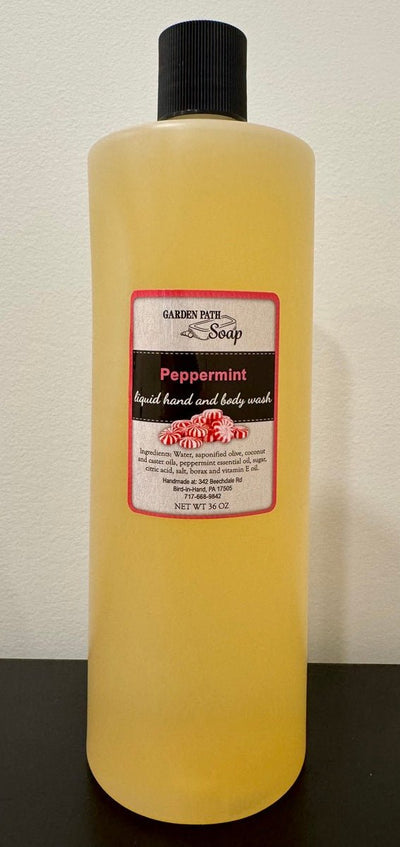 GARDEN PATH
Soap
Peppermint
liquid hand and body wash
Ingredients: Water, saponified olive, coconut
and caster oils, peppermint essential oil, sugar,
citric acid, salt, borax and vitamin E oil.
Handmade at: 342 Beechdale Rd
Bird-in-Hand, PA 17505
717-668-9842
NET WT 36 OZ